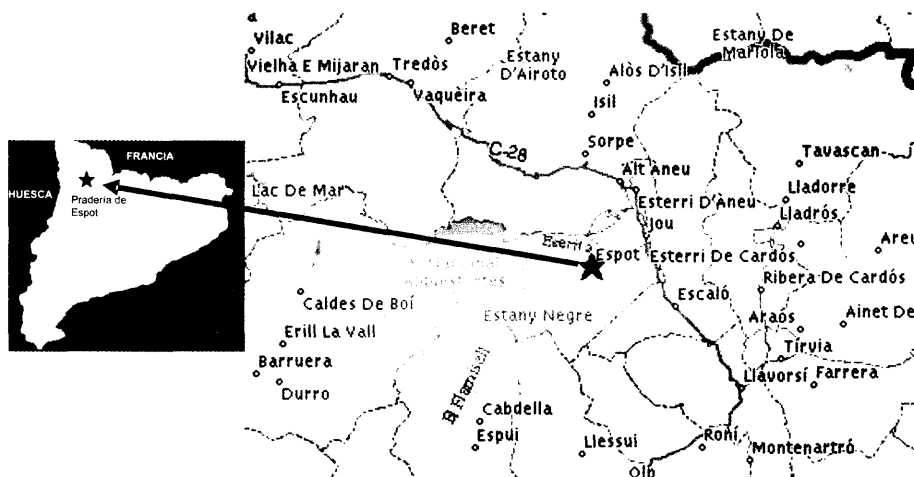 FRANCIA
HUESCA
Pradería de
Espot
Vilac
Beret
Estany De
Mariola
Estany
D'Airoto
Vielha E Mijaran
Tredòs
Alòs D'Isil
Escunhau
Vaquèira
Isil
C-28
Sorpe
Tavascan
Alt Aneu
Lladorre
Lac De Mar
Esterri D'Aneu
Lladrós
Jou
Espot
Esterri De Cardós
Areu
Ribera De Cardós
Caldes De Boí
Escaló
Estany Negre
Araós
Ainet De
Erill La Vall
Tírvia
Barruera
Durro
Llavorsí
Farrera
El Flamisell
Cabdella
Espui
Llessui
Roní
Montenartró